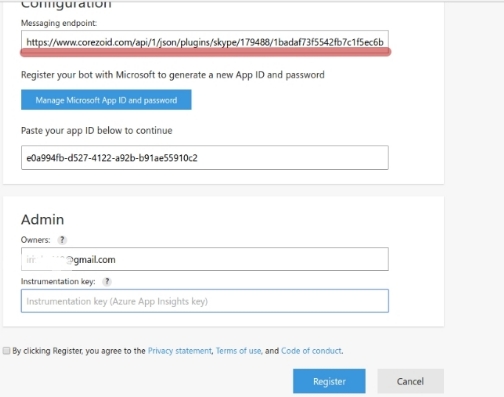 Configuration
Messaging endpoint:
https://www.corezoid.com/api/1/json/plugins/skype/179488/1badaf73f5542fb7c1f5ec6b
Register your bot with Microsoft to generate a new App ID and password
Manage Microsoft App ID and password
Paste your app ID below to continue
e0a994fb-d527-4122-a92b-b91ae55910c2
Admin
Owners: ?
@gmail.com
Instrumentation key: ?
Instrumentation key (Azure App Insights key)
By clicking Register, you agree to the Privacy statement, Terms of use, and Code of conduct.
Register Cancel